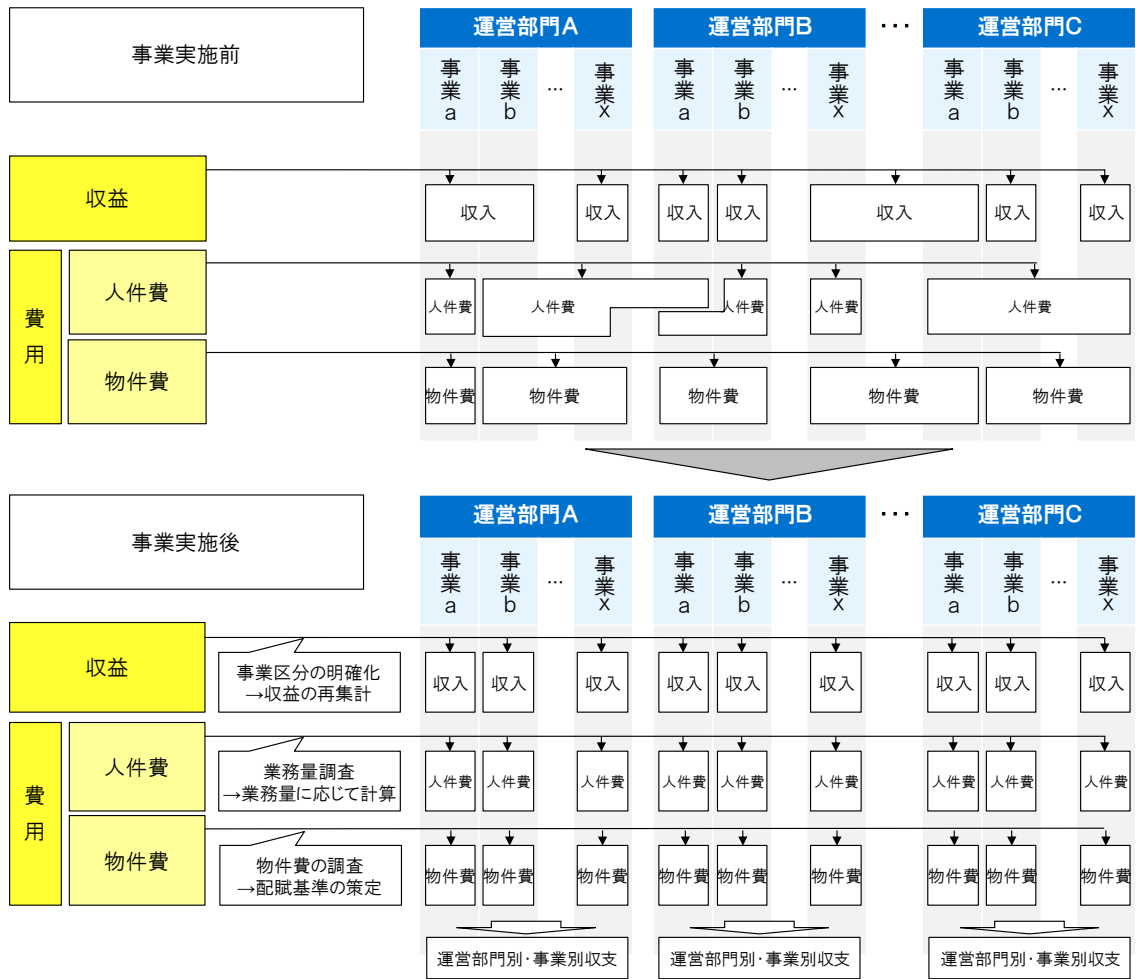 事業実施前
運営部門A
運営部門B
･･･
運営部門C
事業a
事業b
…
事業x
事業a
事業b
…
事業x
事業a
事業b
…
事業x
収益
収入
収入
収入
収入
収入
収入
収入
費用
人件費
人件費
人件費
人件費
人件費
人件費
物件費
物件費
物件費
物件費
物件費
物件費
事業実施後
運営部門A
運営部門B
･･･
運営部門C
事業a
事業b
…
事業x
事業a
事業b
…
事業x
事業a
事業b
…
事業x
収益
事業区分の明確化
→収益の再集計
収入
収入
収入
収入
収入
収入
収入
収入
収入
費用
人件費
業務量調査
→業務量に応じて計算
人件費
人件費
人件費
人件費
人件費
人件費
人件費
人件費
人件費
物件費
物件費の調査
→配賦基準の策定
物件費
物件費
物件費
物件費
物件費
物件費
物件費
物件費
物件費
運営部門別･事業別収支
運営部門別･事業別収支
運営部門別･事業別収支